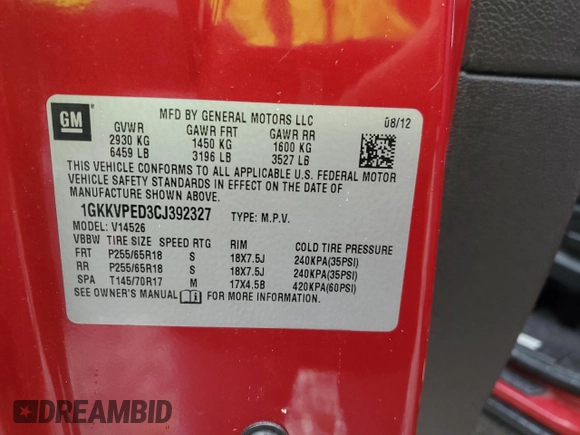 GM
MFD BY GENERAL MOTORS LLC
08/12
GVWR GAWR FRT GAWR RR
2930 KG 1450 KG 1600 KG
6459 LB 3196 LB 3527 LB
THIS VEHICLE CONFORMS TO ALL APPLICABLE U.S. FEDERAL MOTOR
VEHICLE SAFETY STANDARDS IN EFFECT ON THE DATE OF
MANUFACTURE SHOWN ABOVE.
1GKKVPED3CJ392327 TYPE: M.P.V.
MODEL: V14526
VBBW TIRE SIZE SPEED RTG RIM COLD TIRE PRESSURE
FRT P255/65R18 S 18X7.5J 240KPA(35PSI)
RR P255/65R18 S 18X7.5J 240KPA(35PSI)
SPA T145/70R17 M 17X4.5B 420KPA(60PSI)
SEE OWNER'S MANUAL FOR MORE INFORMATION.
DREAMBID